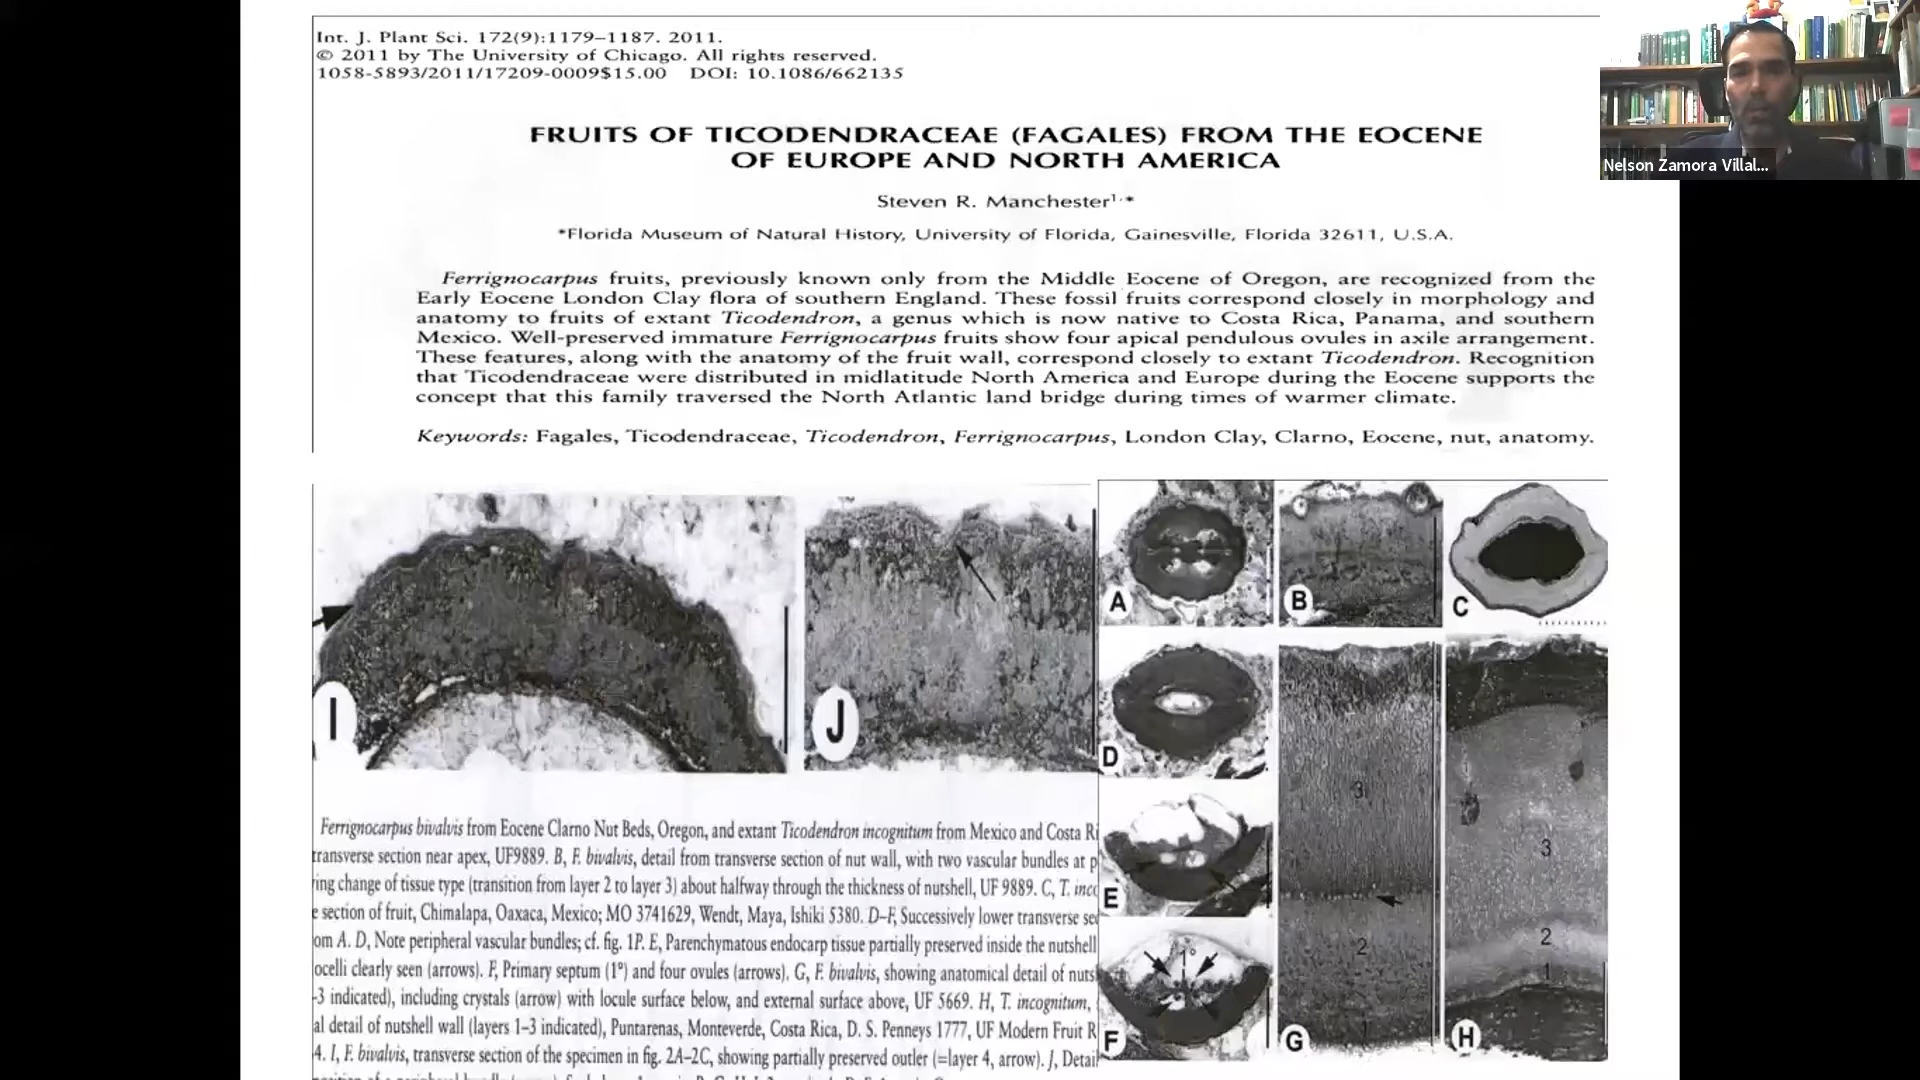 Int. J. Plant Sci. 172(9):1179–1187. 2011.
© 2011 by The University of Chicago. All rights reserved.
1058-5893/2011/17209-0009$15.00 DOI: 10.1086/662135
Nelson Zamora Villal...
FRUITS OF TICODENDRACEAE (FAGALES) FROM THE EOCENE
OF EUROPE AND NORTH AMERICA
Steven R. Manchester¹,*
*Florida Museum of Natural History, University of Florida, Gainesville, Florida 32611, U.S.A.
Ferrignocarpus fruits, previously known only from the Middle Eocene of Oregon, are recognized from the
Early Eocene London Clay flora of southern England. These fossil fruits correspond closely in morphology and
anatomy to fruits of extant Ticodendron, a genus which is now native to Costa Rica, Panama, and southern
Mexico. Well-preserved immature Ferrignocarpus fruits show four apical pendulous ovules in axile arrangement.
These features, along with the anatomy of the fruit wall, correspond closely to extant Ticodendron. Recognition
that Ticodendraceae were distributed in midlatitude North America and Europe during the Eocene supports the
concept that this family traversed the North Atlantic land bridge during times of warmer climate.
Keywords: Fagales, Ticodendraceae, Ticodendron, Ferrignocarpus, London Clay, Clarno, Eocene, nut, anatomy.
I
J
A
B
C
D
E
1°
F
3
2
1
G
3
2
1
H
Ferrignocarpus bivalvis from Eocene Clarno Nut Beds, Oregon, and extant Ticodendron incognitum from Mexico and Costa Ri
transverse section near apex, UF9889. B, F. bivalvis, detail from transverse section of nut wall, with two vascular bundles at p
ring change of tissue type (transition from layer 2 to layer 3) about halfway through the thickness of nutshell, UF 9889. C, T. inco
e section of fruit, Chimalapa, Oaxaca, Mexico; MO 3741629, Wendt, Maya, Ishiki 5380. D–F, Successively lower transverse sec
om A. D, Note peripheral vascular bundles; cf. fig. 1P. E, Parenchymatous endocarp tissue partially preserved inside the nutshell
ocelli clearly seen (arrows). F, Primary septum (1°) and four ovules (arrows). G, F. bivalvis, showing anatomical detail of nuts
-3 indicated), including crystals (arrow) with locule surface below, and external surface above, UF 5669. H, T. incognitum,
al detail of nutshell wall (layers 1–3 indicated), Puntarenas, Monteverde, Costa Rica, D. S. Penneys 1777, UF Modern Fruit R
4. I, F. bivalvis, transverse section of the specimen in fig. 2A–2C, showing partially preserved outler (=layer 4, arrow). J, Detai